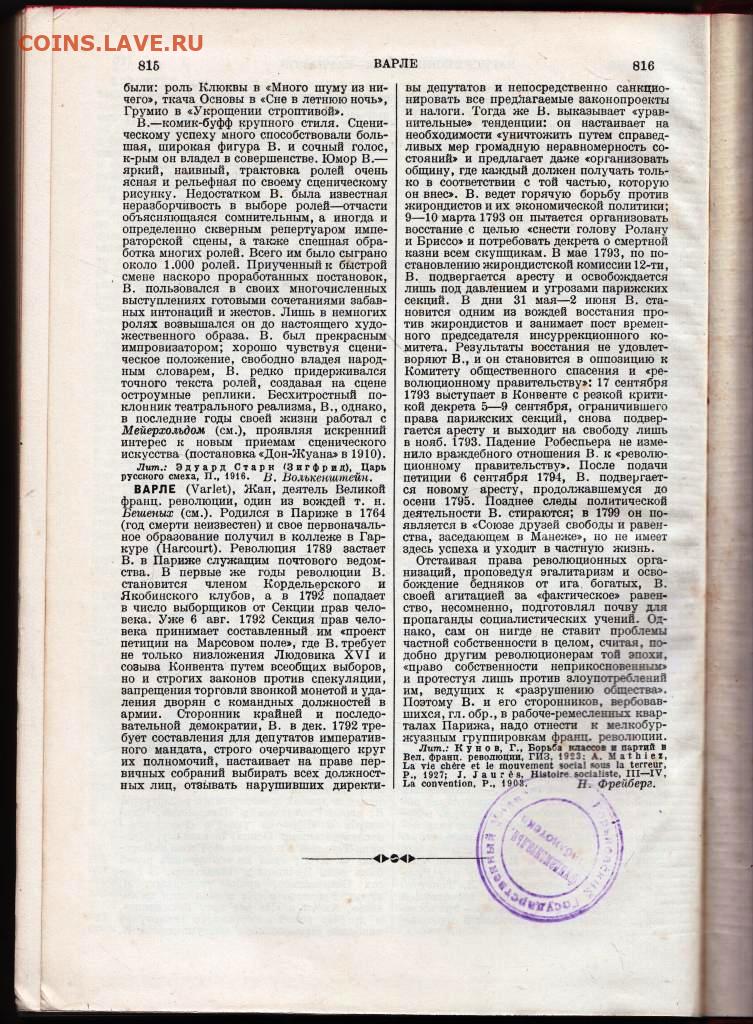 COINS.LAVE.RU
815
ВАРЛЕ
816
были: роль Клюквы в «Много шуму из ни-
чего», ткача Основы в «Сне в летнюю ночь»,
Грумио в «Укрощении строптивой».
В.—комик-буфф крупного стиля. Сцени-
ческому успеху много способствовали боль-
шая, широкая фигура В. и сочный голос,
к-рым он владел в совершенстве. Юмор В.—
яркий, наивный, трактовка ролей очень
ясная и рельефная по своему сценическому
рисунку. Недостатком В. была известная
неразборчивость в выборе ролей—отчасти
объясняющаяся сомнительным, а иногда и
определенно скверным репертуаром импе-
раторской сцены, а также спешная обра-
ботка многих ролей. Всего им было сыграно
около 1.000 ролей. Приученный к быстрой
смене наскоро проработанных постановок,
В. пользовался в своих многочисленных
выступлениях готовыми сочетаниями забав-
ных интонаций и жестов. Лишь в немногих
ролях возвышался он до настоящего худо-
жественного образа. В. был прекрасным
импровизатором; хорошо чувствуя сцени-
ческое положение, свободно владея народ-
ным словарем, В. редко придерживался
точного текста ролей, создавая на сцене
остроумные реплики. Бесхитростный по-
клонник театрального реализма, В., однако,
в последние годы своей жизни работал с
Мейерхольдом (см.), проявляя искренний
интерес к новым приемам сценического
искусства (постановка «Дон-Жуана» в 1910).
Лит.: Эдуард Старк (Зигфрид), Царь
русского смеха, П., 1916. В. Волькенштейн.
ВАРЛЕ (Varlet), Жан, деятель Великой
франц. революции, один из вождей т. н.
Бешеных (см.). Родился в Париже в 1764
(год смерти неизвестен) и свое первоначаль-
ное образование получил в коллеже в Гар-
куре (Harcourt). Революция 1789 застает
В. в Париже служащим почтового ведом-
ства. В первые же годы революции В.
становится членом Кордельерского и
Якобинского клубов, а в 1792 попадает
в число выборщиков от Секции прав чело-
века. Уже 6 авг. 1792 Секция прав чело-
века принимает составленный им «проект
петиции на Марсовом поле», где В. требует
не только низложения Людовика XVI и
созыва Конвента путем всеобщих выборов,
но и строгих законов против спекуляции,
запрещения торговли звонкой монетой и уда-
ления дворян с командных должностей в
армии. Сторонник крайней и последо-
вательной демократии, В. в дек. 1792 тре-
бует составления для депутатов императив-
ного мандата, строго очерчивающего круг
их полномочий, настаивает на праве пер-
вичных собраний выбирать всех должност-
ных лиц, отзывать нарушивших директи-
вы депутатов и непосредственно санкцио-
нировать все предлагаемые законопроекты
и налоги. Тогда же В. выказывает «урав-
нительные» тенденции: он настаивает на
необходимости «уничтожить путем справед-
ливых мер громадную неравномерность со-
стояний» и предлагает даже «организовать
общину, где каждый должен получать толь-
ко в соответствии с той частью, которую
он внес». В. ведет горячую борьбу против
жирондистов и их экономической политики;
9—10 марта 1793 он пытается организовать
восстание с целью «снести голову Ролану
и Бриссо» и потребовать декрета о смертной
казни всем скупщикам. В мае 1793, по по-
становлению жирондистской комиссии 12-ти,
В. подвергается аресту и освобождается
лишь под давлением и угрозами парижских
секций. В дни 31 мая—2 июня В. ста-
новится одним из вождей восстания про-
тив жирондистов и занимает пост времен-
ного председателя инсуррекционного ко-
митета. Результаты восстания не удовлет-
воряют В., и он становится в оппозицию к
Комитету общественного спасения и «ре-
волюционному правительству»: 17 сентября
1793 выступает в Конвенте с резкой крити-
кой декрета 5—9 сентября, ограничившего
права парижских секций, снова подвер-
гается аресту и выходит на свободу лишь
в нояб. 1793. Падение Робеспьера не изме-
нило враждебного отношения В. к «револю-
ционному правительству». После подачи
петиции 6 сентября 1794, В. подвергает-
ся новому аресту, продолжавшемуся до
осени 1795. Позднее следы политической
деятельности В. стираются; в 1799 он по-
является в «Союзе друзей свободы и равен-
ства, заседающем в Манеже», но не имеет
здесь успеха и уходит в частную жизнь.
Отстаивая права революционных орга-
низаций, проповедуя эгалитаризм и осво-
бождение бедняков от ига богатых, В.
своей агитацией за «фактическое» равен-
ство, несомненно, подготовлял почву для
пропаганды социалистических учений. Од-
нако, сам он нигде не ставит проблемы
частной собственности в целом, считая, по-
добно другим революционерам той эпохи,
«право собственности неприкосновенным»
и протестуя лишь против злоупотреблений
им, ведущих к «разрушению общества».
Поэтому В. и его сторонников, вербовав-
шихся, гл. обр., в рабоче-ремесленных квар-
талах Парижа, надо отнести к мелкобур-
жуазным группировкам франц. революции.
Лит.: Кунов, Г., Борьба классов и партий в
Вел. франц. революции, ГИЗ, 1923; A. Mathiez,
La vie chère et le mouvement social sous la terreur,
P., 1927; J. Jaurès, Histoire socialiste, III—IV,
La convention, P., 1903. Н. Фрейберг.
Государственный